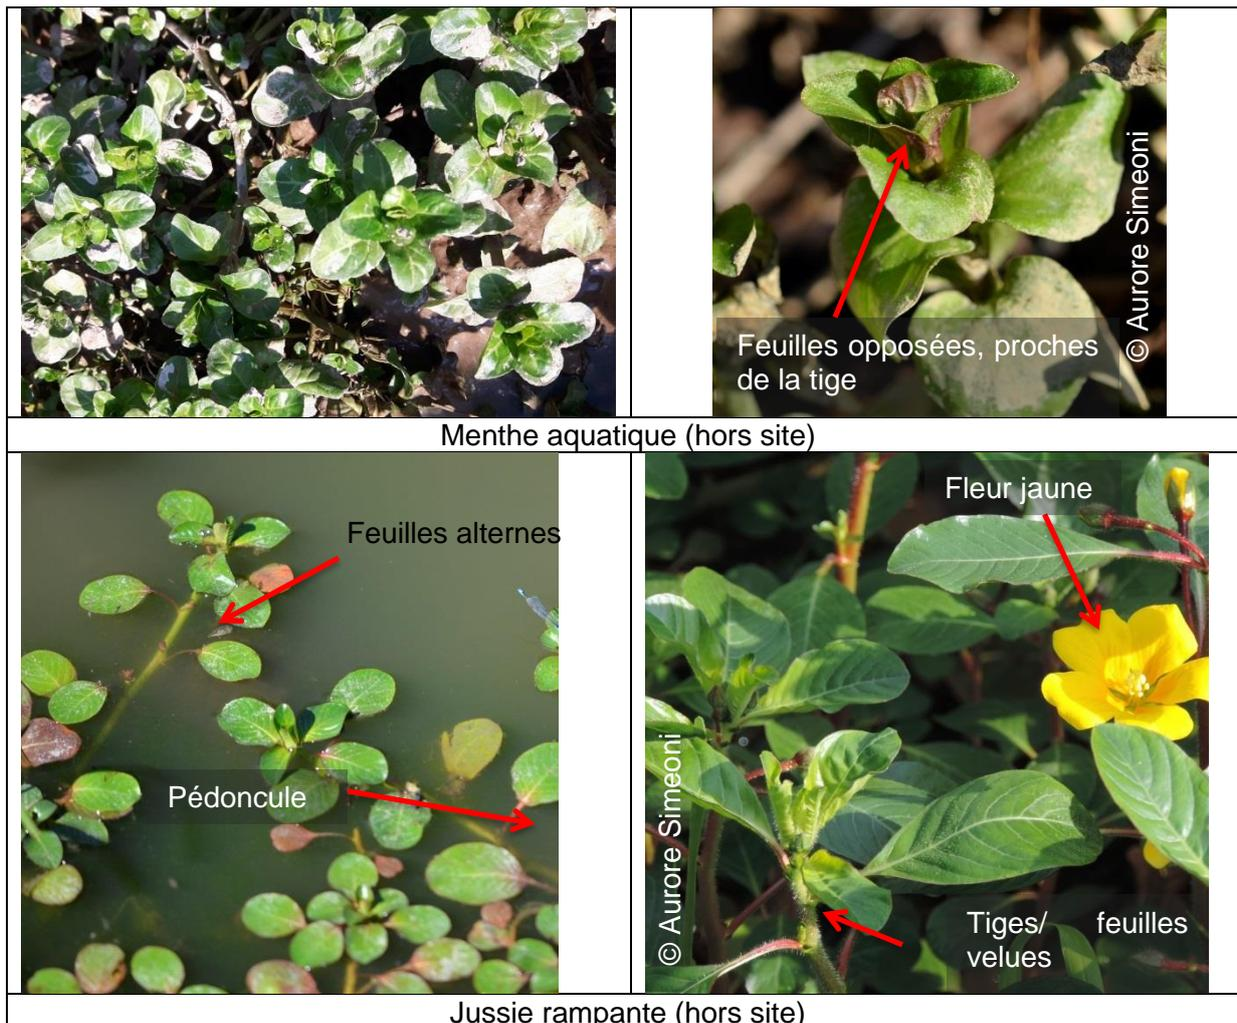 Feuilles opposées, proches
de la tige
© Aurore Simeoni
Menthe aquatique (hors site)
Feuilles alternes
Pédoncule
Fleur jaune
© Aurore Simeoni
Tiges/ feuilles
velues
Jussie rampante (hors site)